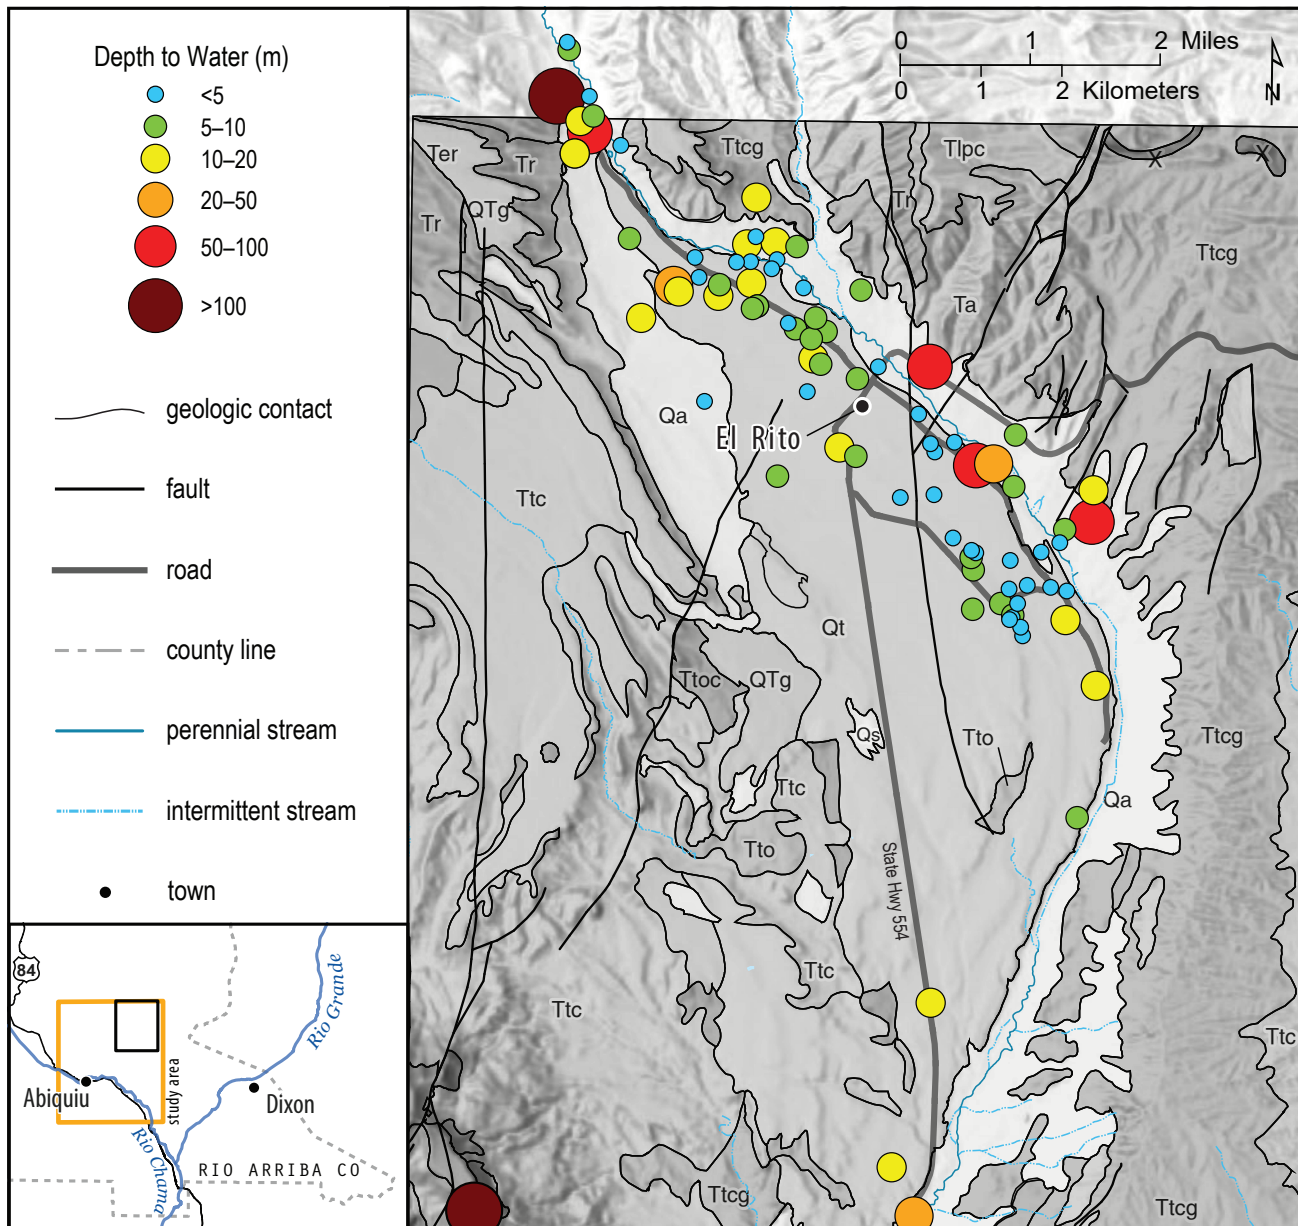 Depth to Water (m)
<5
5–10
10–20
20–50
50–100
>100
geologic contact
fault
road
county line
perennial stream
intermittent stream
town
84
Rio Grande
study area
Abiquiu
Dixon
Rio Chama
RIO ARRIBA CO
0 1 2 Miles
0 1 2 Kilometers
N
Ter
Tr
Ttcg
Tlpc
X
X
Tr
QTg
Tr
Ttcg
Ta
Qa
El Rito
Ttc
Qt
Ttoc
QTg
Qs
Tto
Ttcg
Ttc
Qa
Tto
State Hwy 554
Ttc
Ttc
Ttc
Ttcg
Ttcg